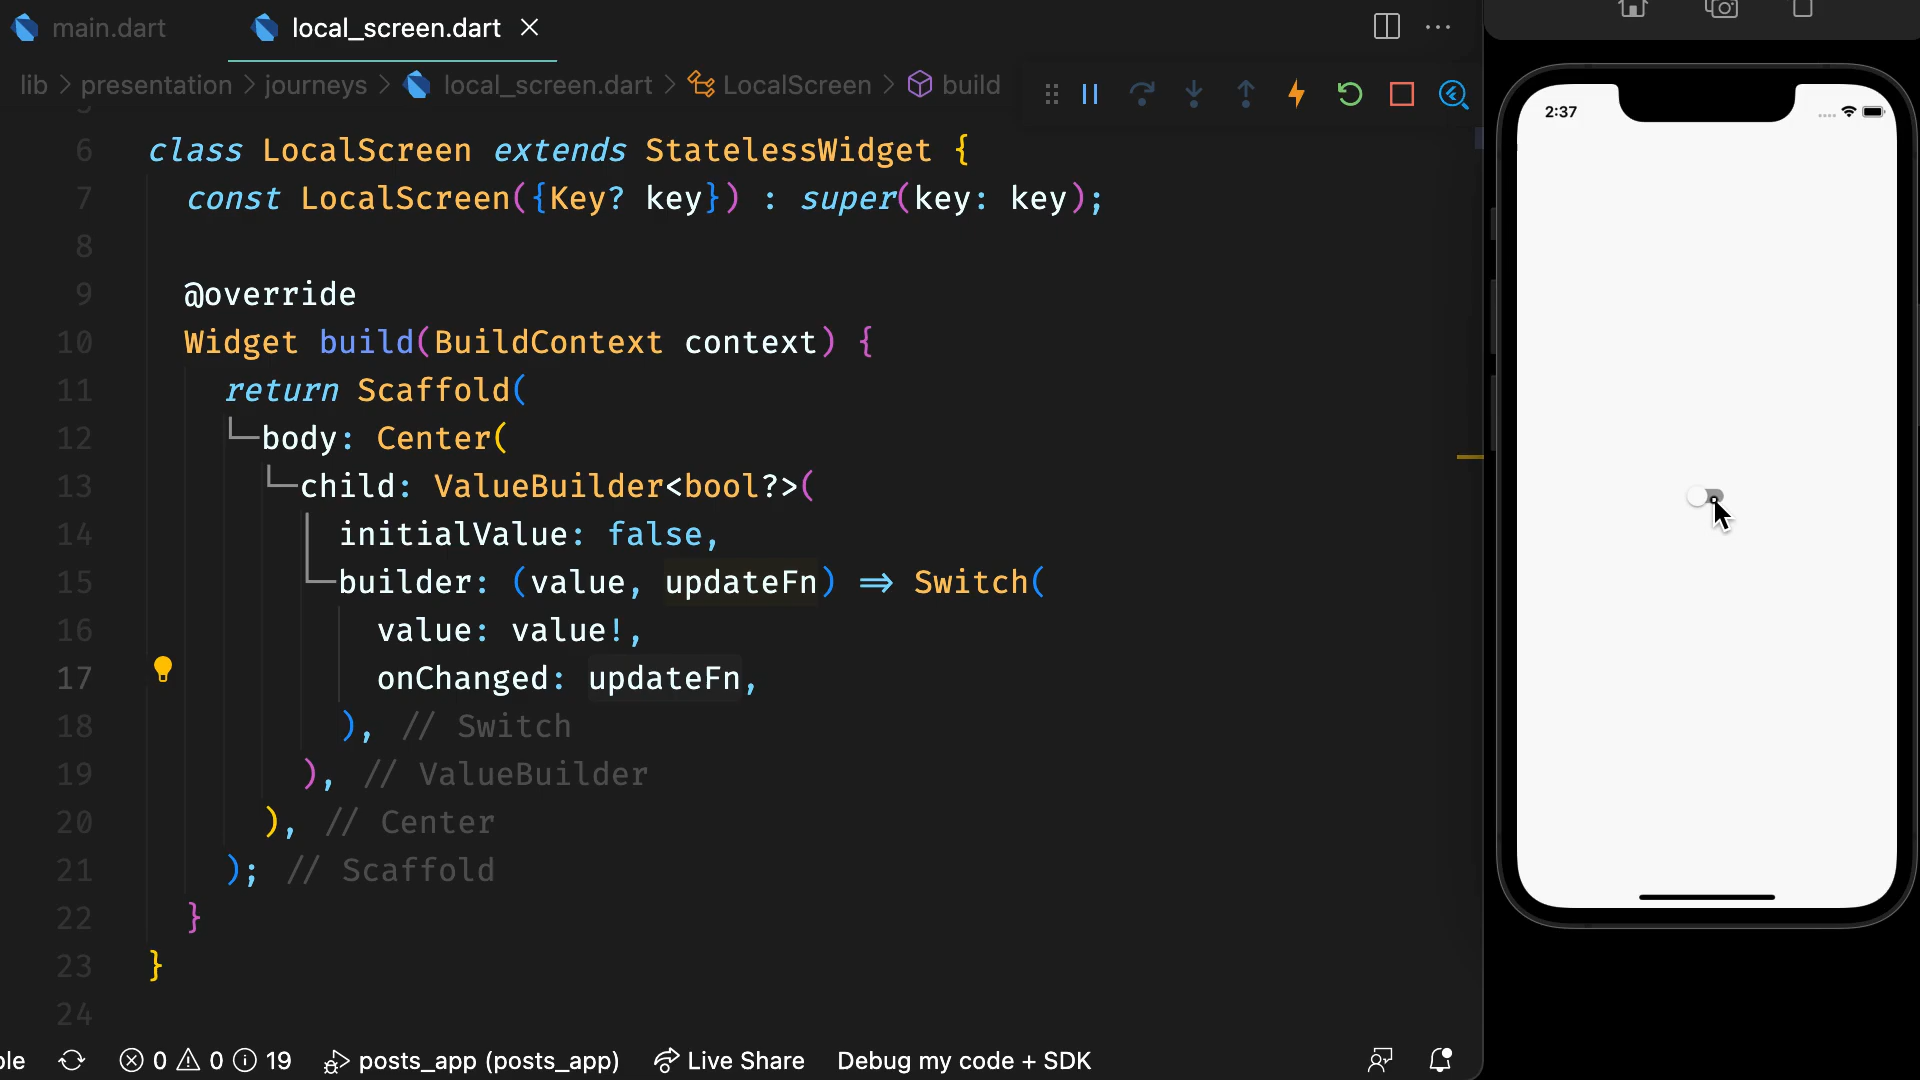 main.dart
local_screen.dart
lib > presentation > journeys > local_screen.dart > LocalScreen > build
6 class LocalScreen extends StatelessWidget {
7 const LocalScreen({Key? key}) : super(key: key);
8
9 @override
10 Widget build(BuildContext context) {
11 return Scaffold(
12 body: Center(
13 child: ValueBuilder<bool?>(
14 initialValue: false,
15 builder: (value, updateFn) => Switch(
16 value: value!,
17 onChanged: updateFn,
18 ), // Switch
19 ), // ValueBuilder
20 ), // Center
21 ); // Scaffold
22 }
23 }
24
0 0 19 posts_app (posts_app) Live Share Debug my code + SDK
2:37